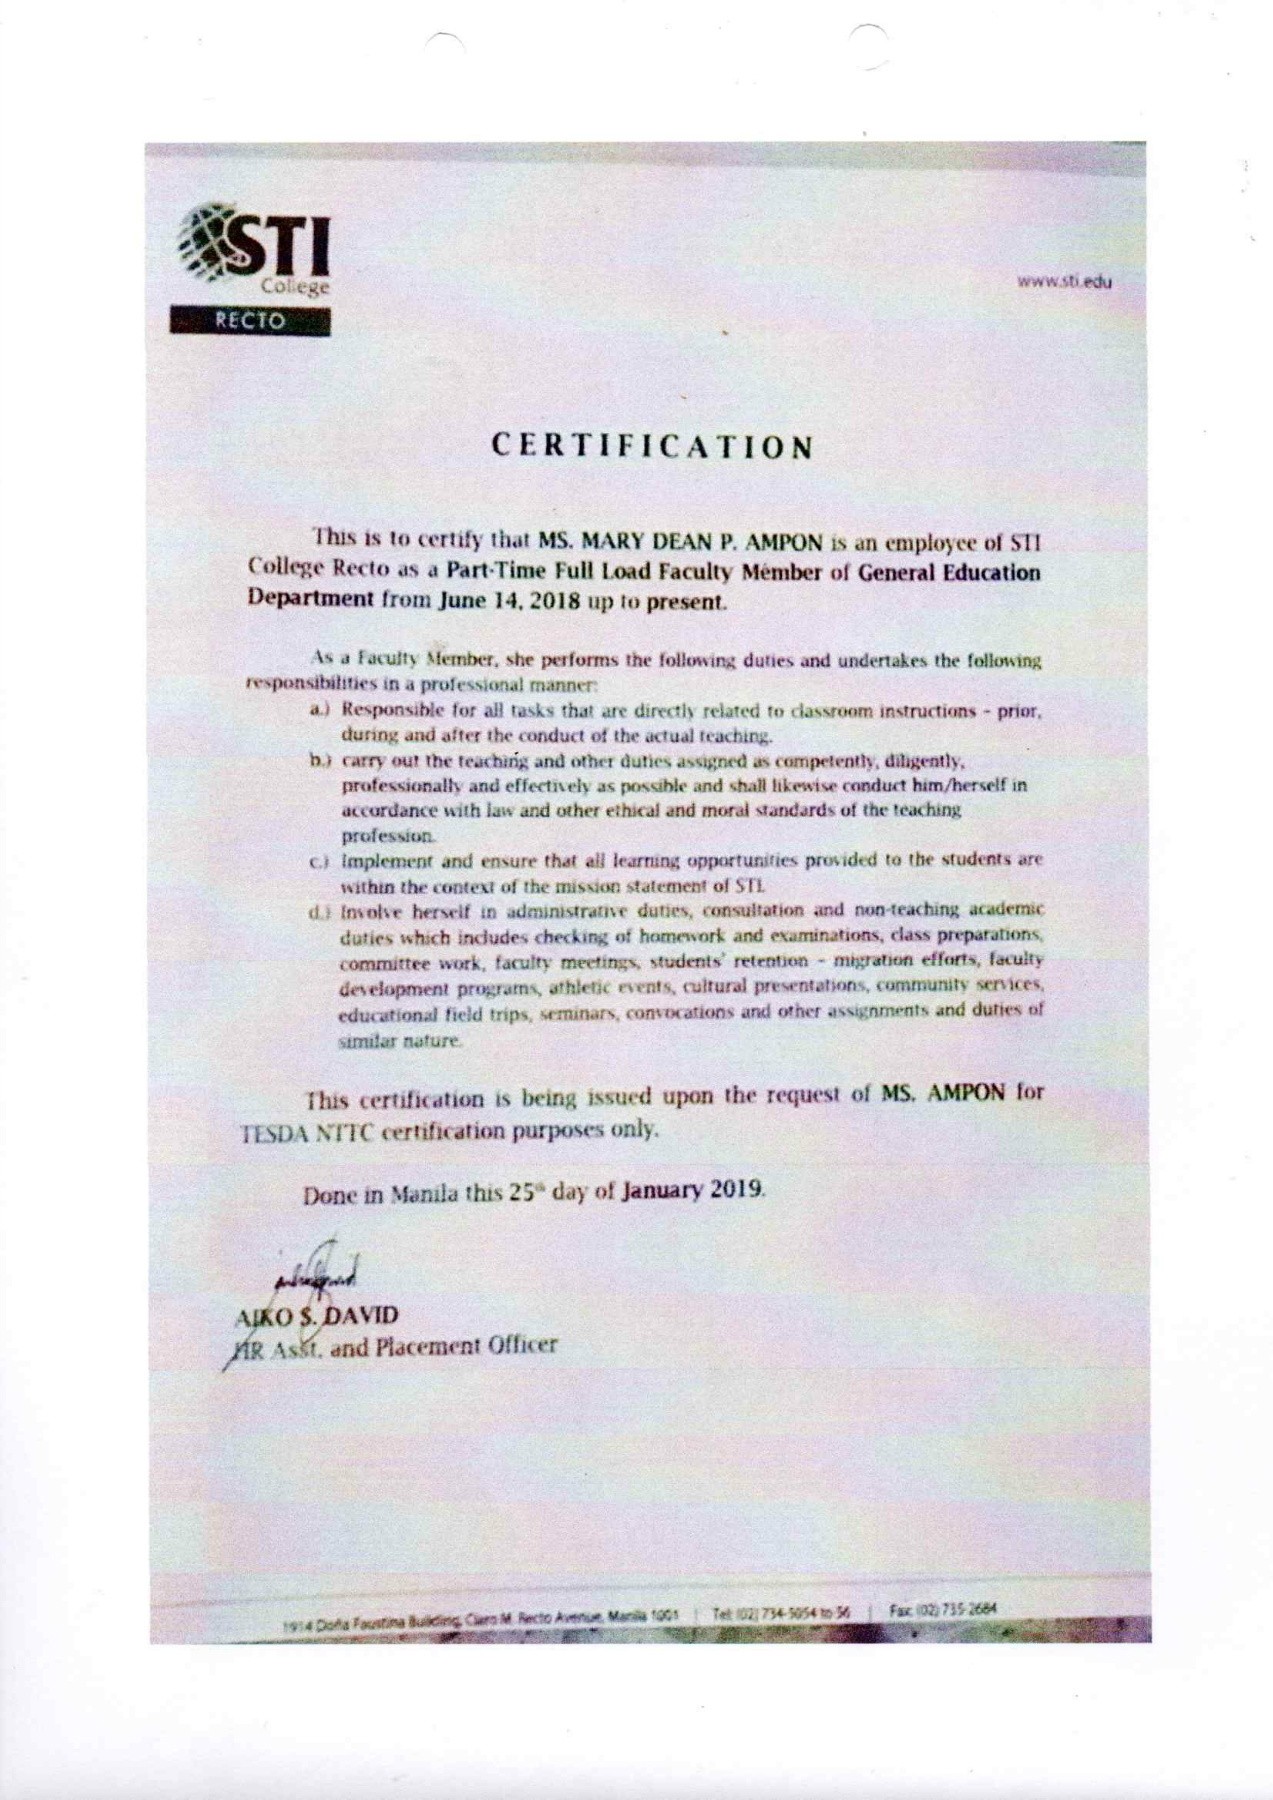 STI
College
RECTO
www.sti.edu
CERTIFICATION
This is to certify that MS. MARY DEAN P. AMPON is an employee of STI
College Recto as a Part-Time Full Load Faculty Member of General Education
Department from June 14, 2018 up to present.
As a Faculty Member, she performs the following duties and undertakes the following
responsibilities in a professional manner:
a.) Responsible for all tasks that are directly related to classroom instructions – prior,
during and after the conduct of the actual teaching.
b.) carry out the teaching and other duties assigned as competently, diligently,
professionally and effectively as possible and shall likewise conduct him/herself in
accordance with law and other ethical and moral standards of the teaching
profession.
c.) Implement and ensure that all learning opportunities provided to the students are
within the context of the mission statement of STI.
d.) Involve herself in administrative duties, consultation and non-teaching academic
duties which includes checking of homework and examinations, class preparations,
committee work, faculty meetings, students' retention – migration efforts, faculty
development programs, athletic events, cultural presentations, community services,
educational field trips, seminars, convocations and other assignments and duties of
similar nature.
This certification is being issued upon the request of MS. AMPON for
TESDA NTTC certification purposes only.
Done in Manila this 25th day of January 2019.
AIKO S. DAVID
HR Asst. and Placement Officer
1914 Doña Faustina Building, Claro M. Recto Avenue, Manila 1001 | Tel: (02) 734-5054 to 56 | Fax: (02) 735-2684